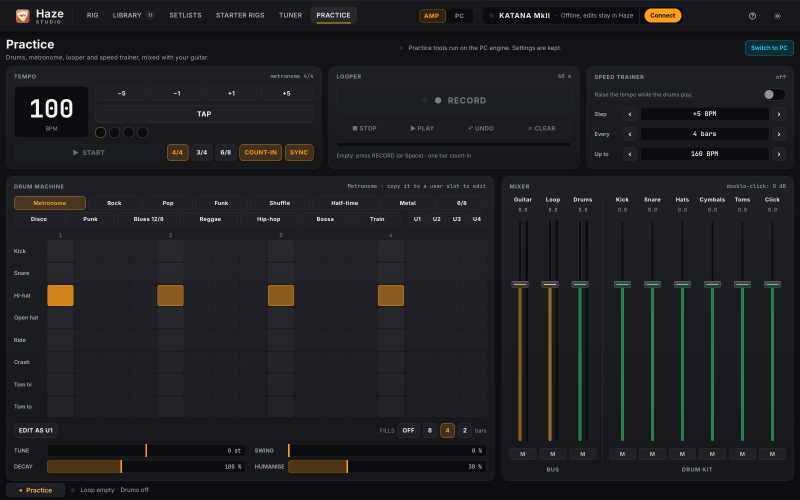 Haze
STUDIO
RIG
LIBRARY 11
SETLISTS
STARTER RIGS
TUNER
PRACTICE
AMP
PC
KATANA MkII · Offline, edits stay in Haze
Connect
Practice
Drums, metronome, looper and speed trainer, mixed with your guitar.
Practice tools run on the PC engine. Settings are kept.
Switch to PC
TEMPO
metronome 4/4
100
BPM
−5
−1
+1
+5
TAP
START
4/4
3/4
6/8
COUNT-IN
SYNC
LOOPER
60 s
RECORD
STOP
PLAY
UNDO
CLEAR
Empty: press RECORD (or Space) · one bar count-in
SPEED TRAINER
off
Raise the tempo while the drums play.
Step
+5 BPM
Every
4 bars
Up to
160 BPM
DRUM MACHINE
Metronome · copy it to a user slot to edit
Metronome
Rock
Pop
Funk
Shuffle
Half-time
Metal
6/8
Disco
Punk
Blues 12/8
Reggae
Hip-hop
Bossa
Train
U1
U2
U3
U4
1
2
3
4
Kick
Snare
Hi-hat
Open hat
Ride
Crash
Tom hi
Tom lo
EDIT AS U1
FILLS
OFF
8
4
2
bars
TUNE
0 st
SWING
0 %
DECAY
100 %
HUMANISE
30 %
MIXER
double-click: 0 dB
Guitar
Loop
Drums
Kick
Snare
Hats
Cymbals
Toms
Click
0.0
0.0
0.0
0.0
0.0
0.0
0.0
0.0
0.0
M
M
M
M
M
M
M
M
M
BUS
DRUM KIT
Practice
Loop empty
Drums off